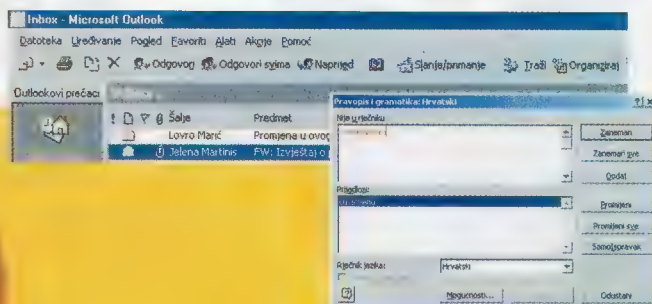 Inbox - Microsoft Outlook
Datoteka Uređivanje Pogled Favoriti Alati Akcije Pomoć
Odgovori Odgovori svima Naprijed Slanje/primanje Traži Organiziraj
Outlookovi prečaci
! Šalje Predmet
Lovro Marić Promjena u ovog
Jelena Martinis FW: Izvještaj o
Pravopis i gramatika: Hrvatski
Nije u rječniku
Zanemari
Zanemari sve
Dodaj
Prijedlozi:
Promijeni
Promijeni sve
Samoispravak
Rječnik jezika: Hrvatski
Mogućnosti... Odustani